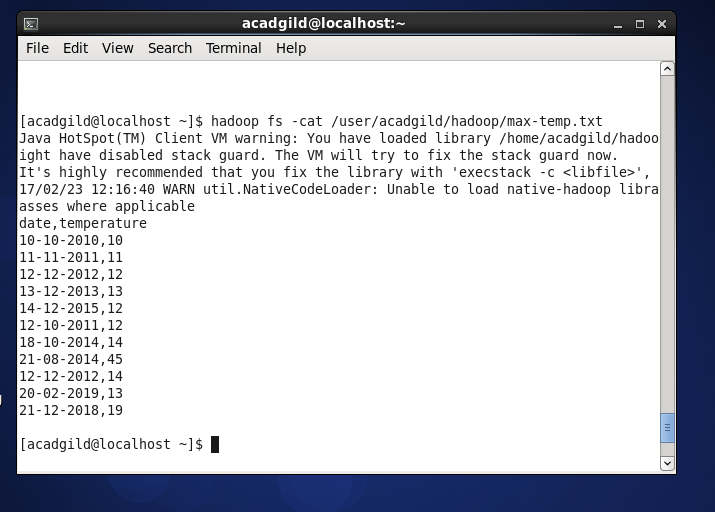 acadgild@localhost:~
File Edit View Search Terminal Help
[acadgild@localhost ~]$ hadoop fs -cat /user/acadgild/hadoop/max-temp.txt
Java HotSpot(TM) Client VM warning: You have loaded library /home/acadgild/hadoo
ight have disabled stack guard. The VM will try to fix the stack guard now.
It's highly recommended that you fix the library with 'execstack -c <libfile>',
17/02/23 12:16:40 WARN util.NativeCodeLoader: Unable to load native-hadoop libra
asses where applicable
date,temperature
10-10-2010,10
11-11-2011,11
12-12-2012,12
13-12-2013,13
14-12-2015,12
12-10-2011,12
18-10-2014,14
21-08-2014,45
12-12-2012,14
20-02-2019,13
21-12-2018,19
[acadgild@localhost ~]$